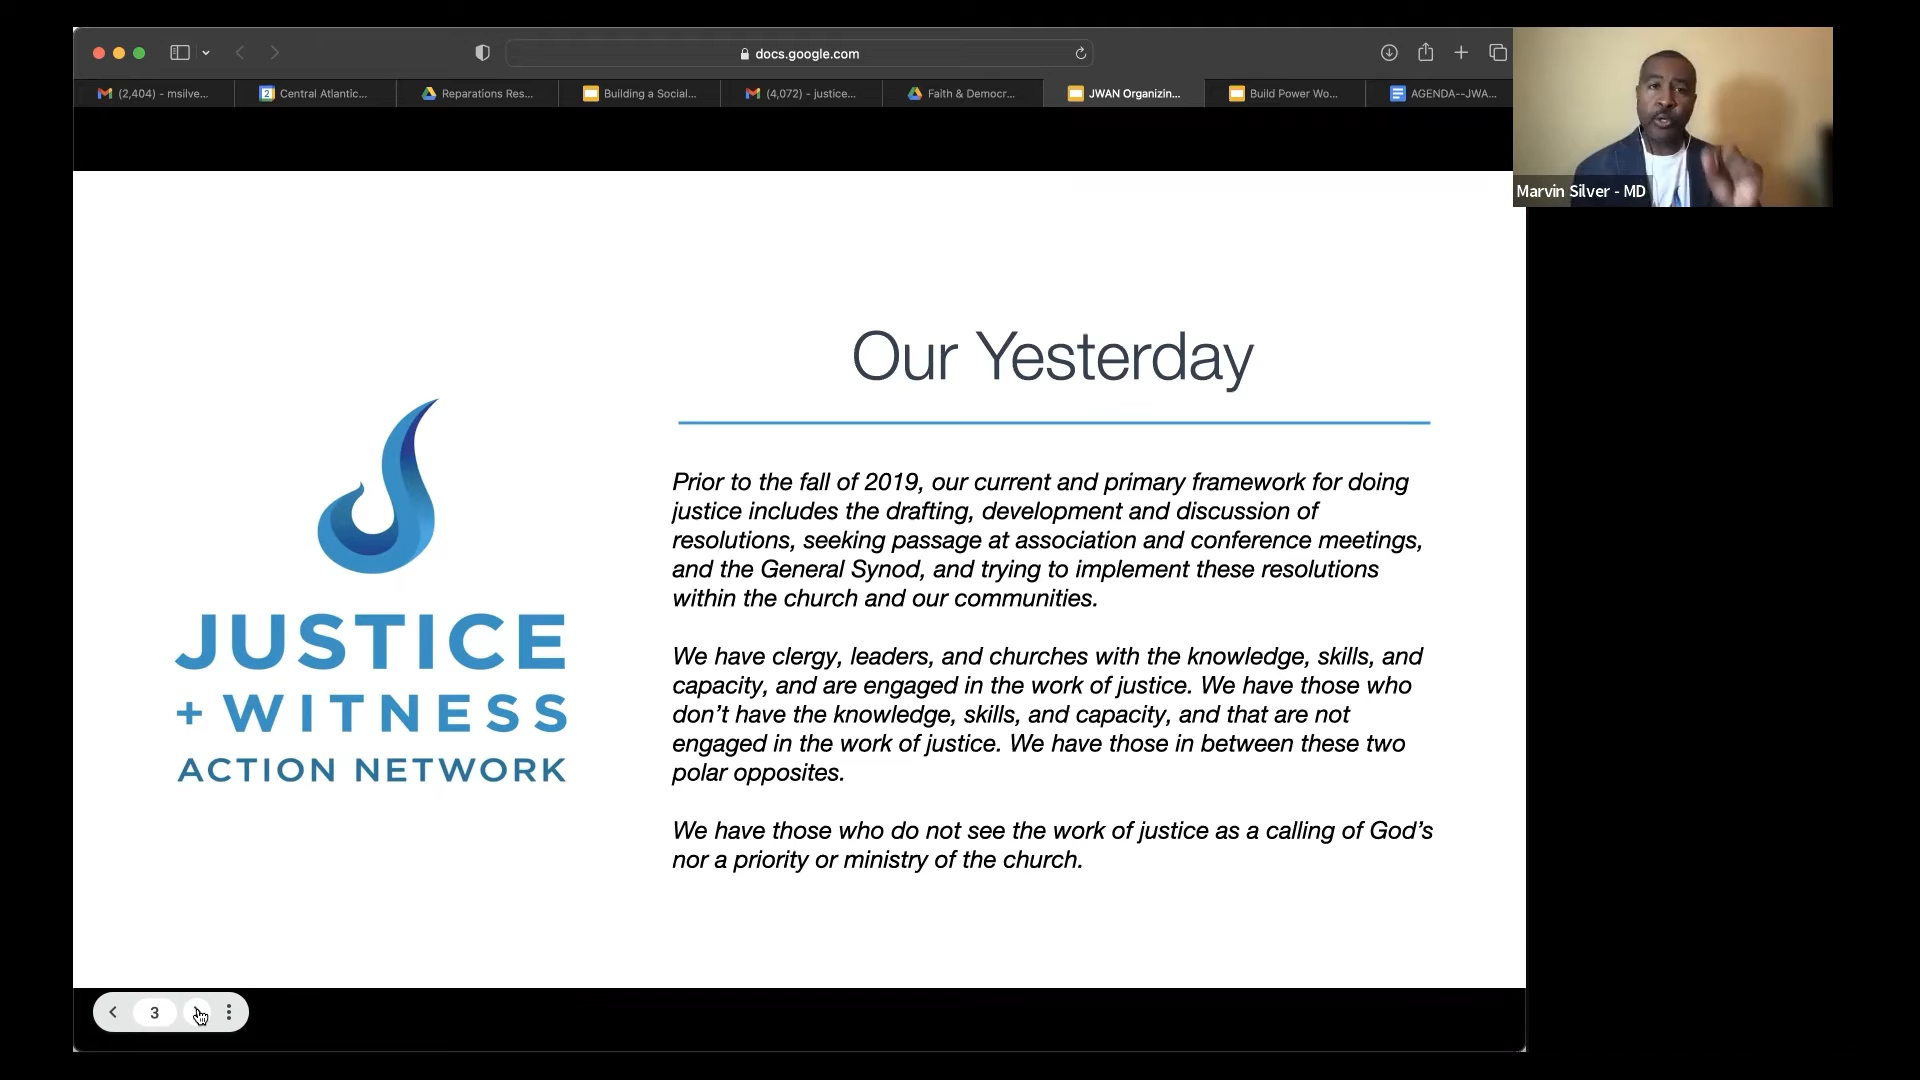 docs.google.com
(2,404) - msilve...
2
Central Atlantic...
Reparations Res...
Building a Social...
(4,072) - justice...
Faith & Democr...
JWAN Organizin...
Build Power Wo...
AGENDA--JWA...
Marvin Silver - MD
Our Yesterday
Prior to the fall of 2019, our current and primary framework for doing
justice includes the drafting, development and discussion of
resolutions, seeking passage at association and conference meetings,
and the General Synod, and trying to implement these resolutions
within the church and our communities.
We have clergy, leaders, and churches with the knowledge, skills, and
capacity, and are engaged in the work of justice. We have those who
don’t have the knowledge, skills, and capacity, and that are not
engaged in the work of justice. We have those in between these two
polar opposites.
We have those who do not see the work of justice as a calling of God’s
nor a priority or ministry of the church.
JUSTICE
+ WITNESS
ACTION NETWORK
3